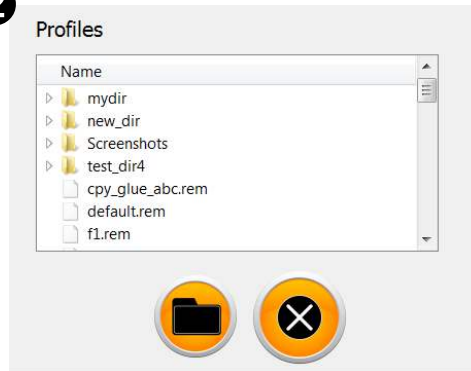 Profiles
Name
mydir
new_dir
Screenshots
test_dir4
cpy_glue_abc.rem
default.rem
f1.rem